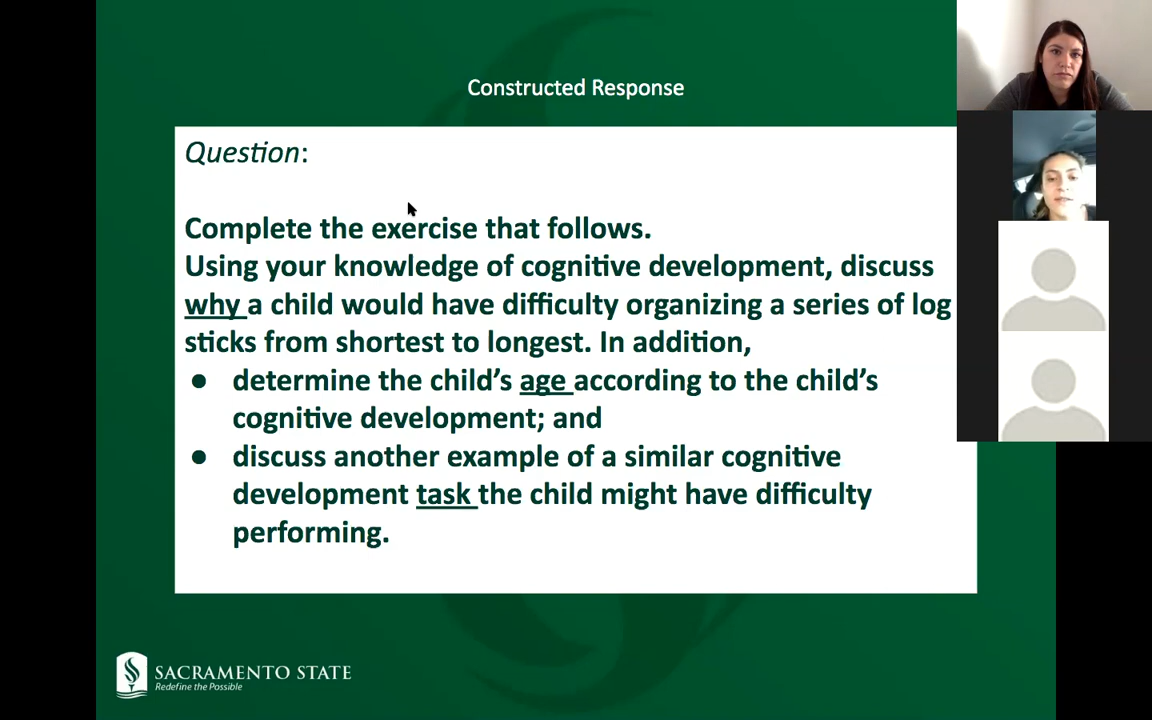 Constructed Response
Question:
Complete the exercise that follows.
Using your knowledge of cognitive development, discuss
why a child would have difficulty organizing a series of log
sticks from shortest to longest. In addition,
● determine the child's age according to the child's
cognitive development; and
● discuss another example of a similar cognitive
development task the child might have difficulty
performing.
SACRAMENTO STATE
Redefine the Possible